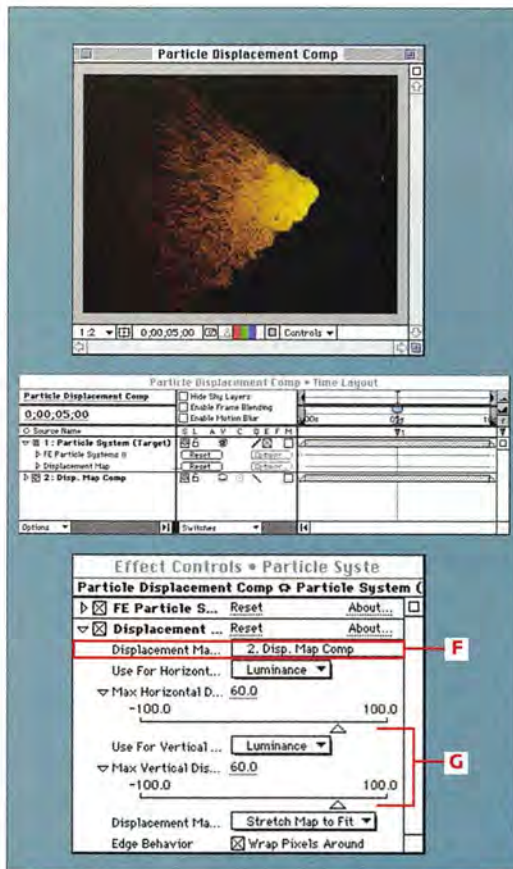 Particle Displacement Comp
1:2 0;00;05;00 Controls
Particle Displacement Comp • Time Layout
Particle Displacement Comp
Hide Shy Layers
Enable Frame Blending
0;00;05;00
Enable Motion Blur
Source Name S L A V C Q E F M
1: Particle System (Target)
FE Particle Systems II Reset
Displacement Map Reset
2: Disp. Map Comp
Options Switches
Effect Controls • Particle Syste
Particle Displacement Comp Particle System (
FE Particle S... Reset About...
Displacement ... Reset About...
Displacement Ma... 2. Disp. Map Comp F
Use For Horizont... Luminance
Max Horizontal D... 60.0
-100.0 100.0
G
Use For Vertical ... Luminance
Max Vertical Dis... 60.0
-100.0 100.0
Displacement Ma... Stretch Map to Fit
Edge Behavior Wrap Pixels Around